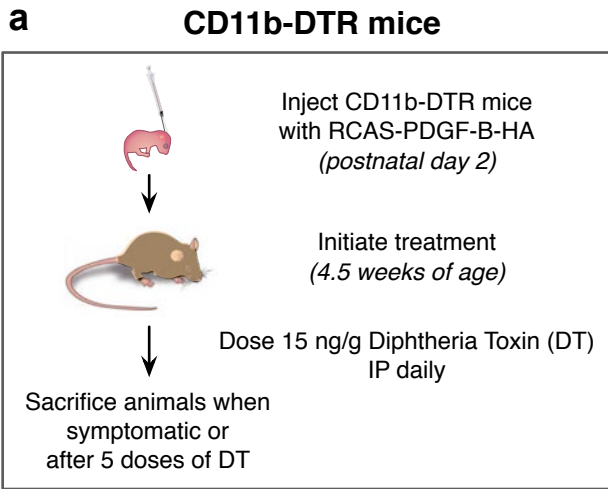 a
CD11b-DTR mice
Inject CD11b-DTR mice
with RCAS-PDGF-B-HA
(postnatal day 2)
Initiate treatment
(4.5 weeks of age)
Dose 15 ng/g Diphtheria Toxin (DT)
IP daily
Sacrifice animals when
symptomatic or
after 5 doses of DT